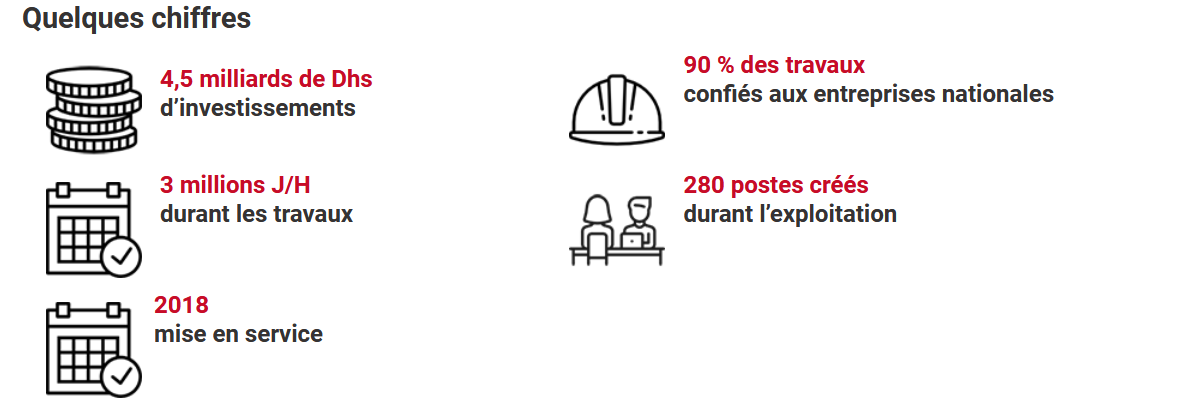 Quelques chiffres
4,5 milliards de Dhs
d’investissements
90 % des travaux
confiés aux entreprises nationales
3 millions J/H
durant les travaux
280 postes créés
durant l’exploitation
2018
mise en service